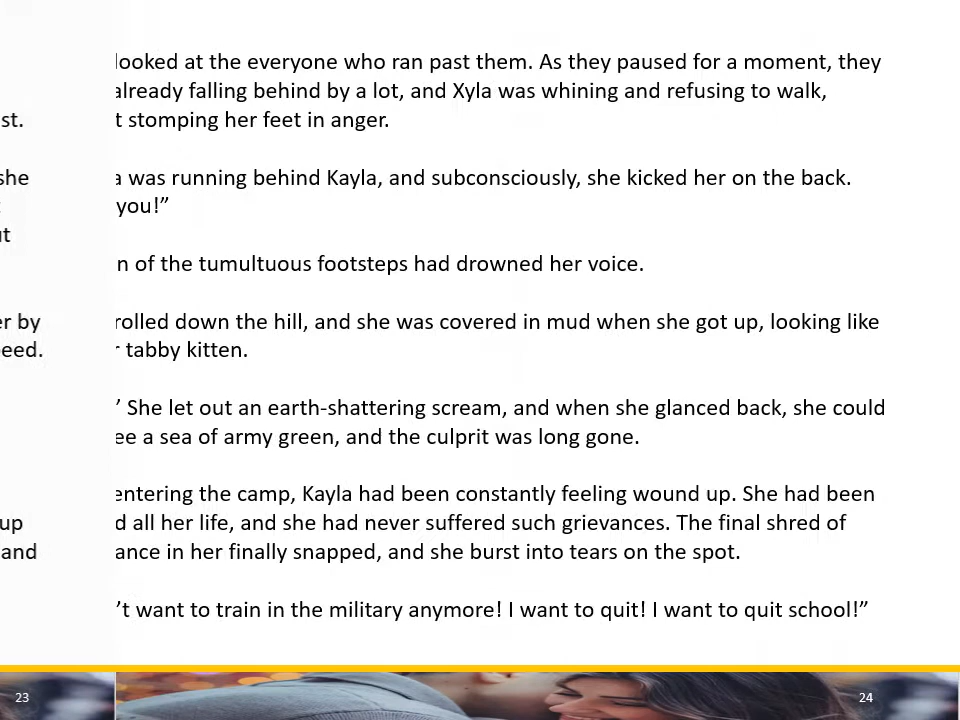 st.
she
ut
er by
eed.
up
and
looked at the everyone who ran past them. As they paused for a moment, they
already falling behind by a lot, and Xyla was whining and refusing to walk,
t stomping her feet in anger.
a was running behind Kayla, and subconsciously, she kicked her on the back.
you!”
n of the tumultuous footsteps had drowned her voice.
rolled down the hill, and she was covered in mud when she got up, looking like
r tabby kitten.
” She let out an earth-shattering scream, and when she glanced back, she could
ee a sea of army green, and the culprit was long gone.
entering the camp, Kayla had been constantly feeling wound up. She had been
d all her life, and she had never suffered such grievances. The final shred of
ance in her finally snapped, and she burst into tears on the spot.
’t want to train in the military anymore! I want to quit! I want to quit school!”
23
24